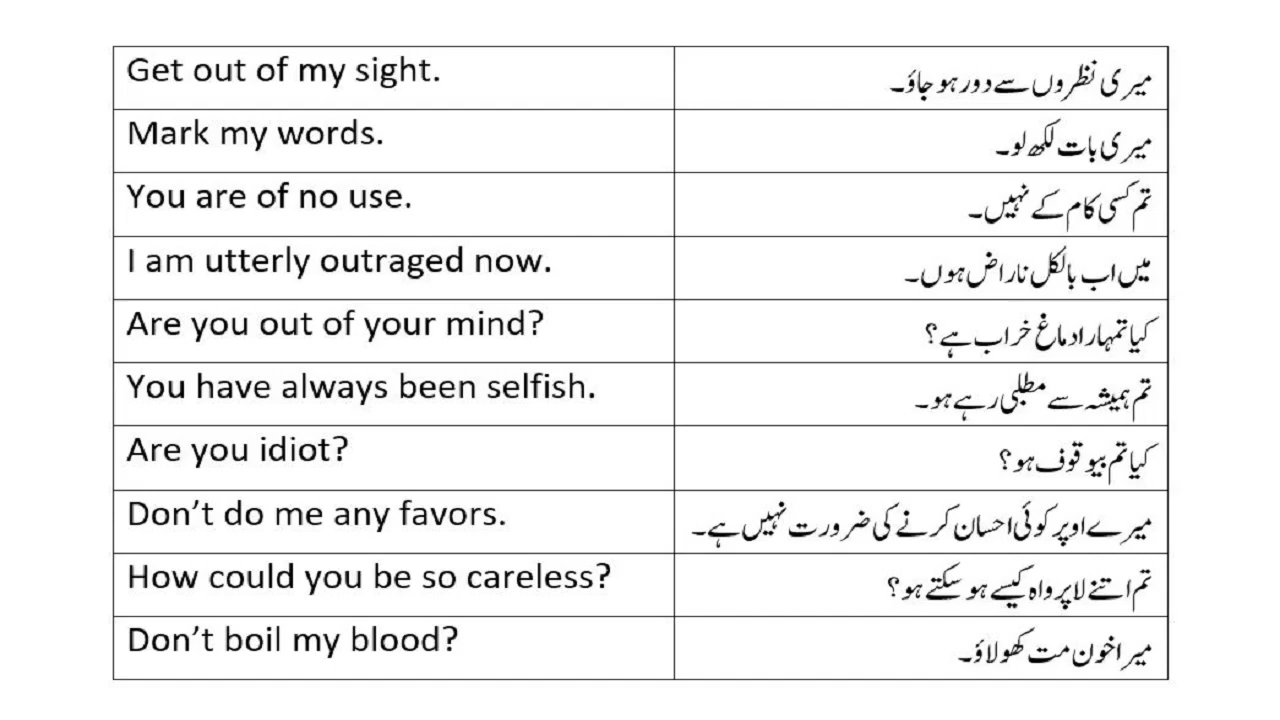 Get out of my sight. میری نظروں سے دور ہو جاؤ۔
Mark my words. میری بات لکھ لو۔
You are of no use. تم کسی کام کے نہیں۔
I am utterly outraged now. میں اب بالکل ناراض ہوں۔
Are you out of your mind? کیا تمہارا دماغ خراب ہے؟
You have always been selfish. تم ہمیشہ سے مطلبی رہے ہو۔
Are you idiot? کیا تم بیوقوف ہو؟
Don’t do me any favors. میرے اوپر کوئی احسان کرنے کی ضرورت نہیں ہے۔
How could you be so careless? تم اتنے لاپرواہ کیسے ہو سکتے ہو؟
Don’t boil my blood? میرا خون مت کھولاؤ۔